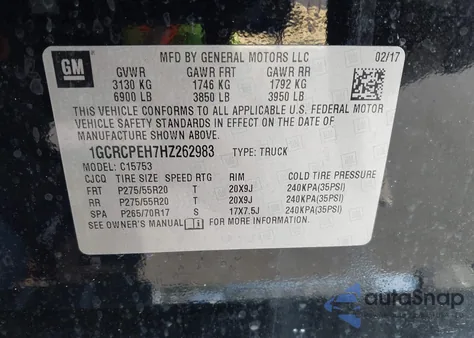 GM
MFD BY GENERAL MOTORS LLC 02/17
GVWR GAWR FRT GAWR RR
3130 KG 1746 KG 1792 KG
6900 LB 3850 LB 3950 LB
THIS VEHICLE CONFORMS TO ALL APPLICABLE U.S. FEDERAL MOTOR
VEHICLE SAFETY STANDARDS IN EFFECT ON THE DATE OF
MANUFACTURE SHOWN ABOVE.
1GCRCPEH7HZ262983 TYPE: TRUCK
MODEL: C15753
CJCQ TIRE SIZE SPEED RTG RIM COLD TIRE PRESSURE
FRT P275/55R20 T 20X9J 240KPA(35PSI)
RR P275/55R20 T 20X9J 240KPA(35PSI)
SPA P265/70R17 S 17X7.5J 240KPA(35PSI)
SEE OWNER'S MANUAL FOR MORE INFORMATION.
autoSnap